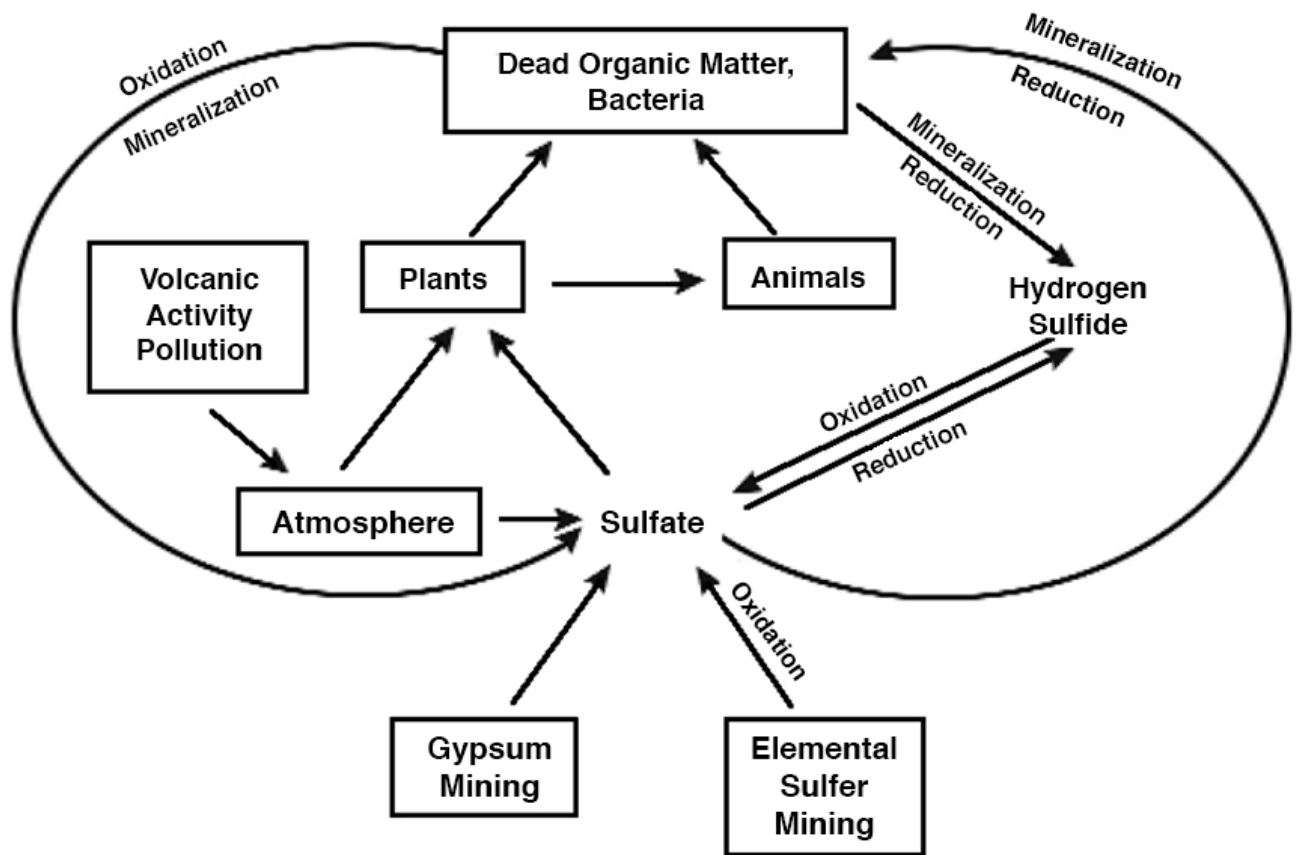 Oxidation
Mineralization
Dead Organic Matter,
Bacteria
Mineralization
Reduction
Mineralization
Reduction
Volcanic
Activity
Pollution
Plants
Animals
Hydrogen
Sulfide
Oxidation
Reduction
Atmosphere
Sulfate
Oxidation
Gypsum
Mining
Elemental
Sulfer
Mining